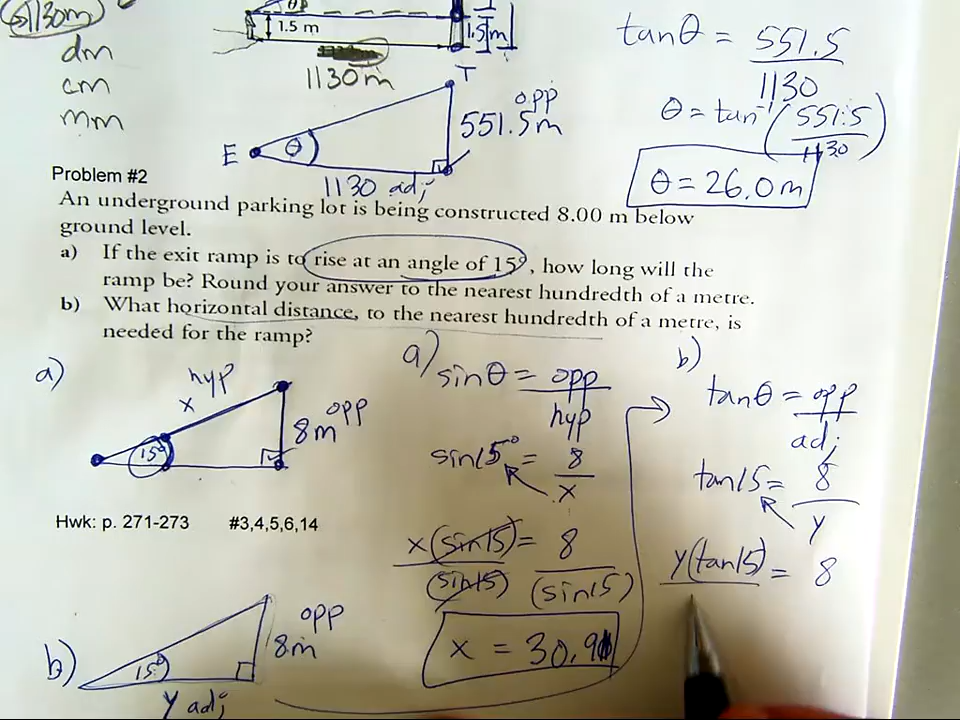 1130m
dm
cm
mm
1.5 m
1.5 m
1130 m
T
opp
551.5 m
E θ
1130 adj
tanθ = 551.5
1130
θ = tan⁻¹ (551.5
1130)
θ = 26.0 m
Problem #2
An underground parking lot is being constructed 8.00 m below
ground level.
a) If the exit ramp is to rise at an angle of 15°, how long will the
ramp be? Round your answer to the nearest hundredth of a metre.
b) What horizontal distance, to the nearest hundredth of a metre, is
needed for the ramp?
a)
hyp
x
opp
8m
15°
Hwk: p. 271-273 #3,4,5,6,14
b)
opp
8m
15°
y adj
a) sinθ = opp
hyp
sin15° = 8
x
x(sin15) = 8
(sin15) (sin15)
x = 30.91
b)
tanθ = opp
adj
tan15 = 8
y
y(tan15) = 8